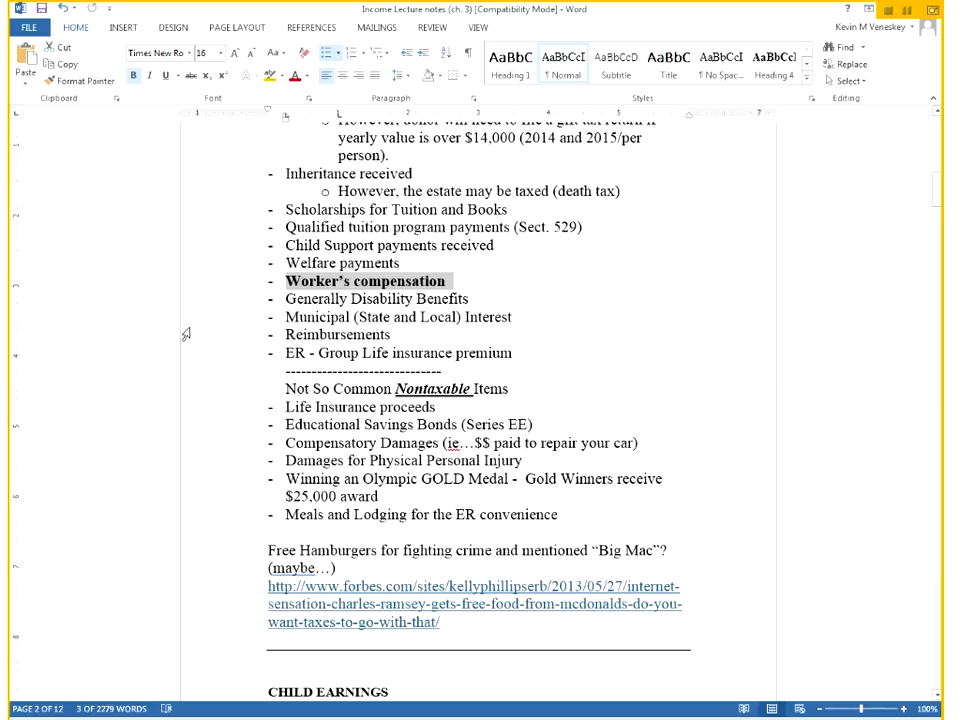 Income Lecture notes (ch. 3) [Compatibility Mode] - Word
FILE HOME INSERT DESIGN PAGE LAYOUT REFERENCES MAILINGS REVIEW VIEW
Kevin M Veneskey
Paste
Cut
Copy
Format Painter
Clipboard
Times New Ro 16
Font
Paragraph
AaBbC AaBbCcI AaBbCcD AaBbC AaBbCcI AaBbCcI
Heading 1 ¶ Normal Subtitle Title ¶ No Spac... Heading 4
Styles
Find
Replace
Select
Editing
o However, donor will need to file a gift tax return if
yearly value is over $14,000 (2014 and 2015/per
person).
- Inheritance received
o However, the estate may be taxed (death tax)
- Scholarships for Tuition and Books
- Qualified tuition program payments (Sect. 529)
- Child Support payments received
- Welfare payments
- Worker's compensation
- Generally Disability Benefits
- Municipal (State and Local) Interest
- Reimbursements
- ER - Group Life insurance premium
------------------------------
Not So Common Nontaxable Items
- Life Insurance proceeds
- Educational Savings Bonds (Series EE)
- Compensatory Damages (ie…$$ paid to repair your car)
- Damages for Physical Personal Injury
- Winning an Olympic GOLD Medal - Gold Winners receive
$25,000 award
- Meals and Lodging for the ER convenience
Free Hamburgers for fighting crime and mentioned “Big Mac”?
(maybe…)
http://www.forbes.com/sites/kellyphillipserb/2013/05/27/internet-
sensation-charles-ramsey-gets-free-food-from-mcdonalds-do-you-
want-taxes-to-go-with-that/
CHILD EARNINGS
PAGE 2 OF 12 3 OF 2279 WORDS 100%